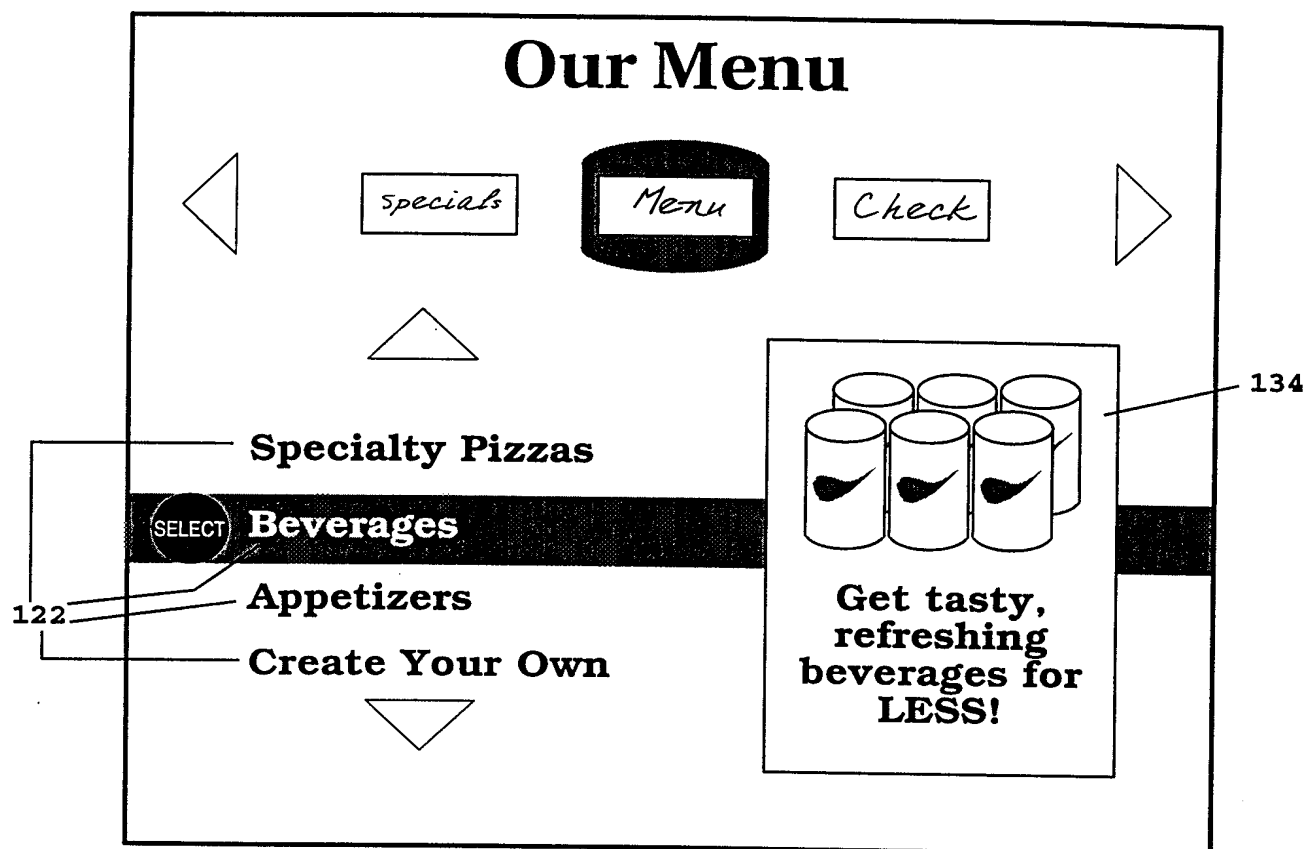 Our Menu
specials
Menu
Check
134
Specialty Pizzas
SELECT Beverages
122
Appetizers
Create Your Own
Get tasty,
refreshing
beverages for
LESS!